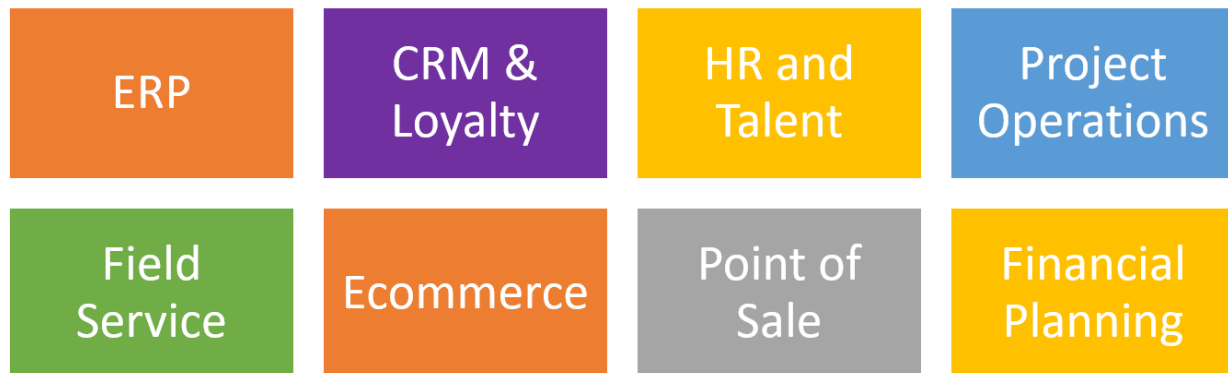 ERP
CRM &
Loyalty
HR and
Talent
Project
Operations
Field
Service
Ecommerce
Point of
Sale
Financial
Planning